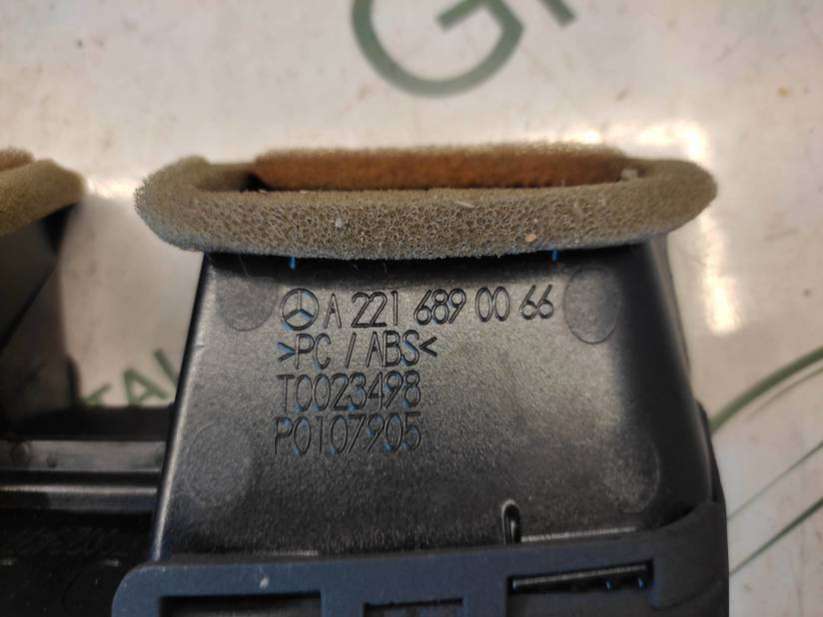 A 221 689 00 66
>PC / ABS<
T0023498
P0107905